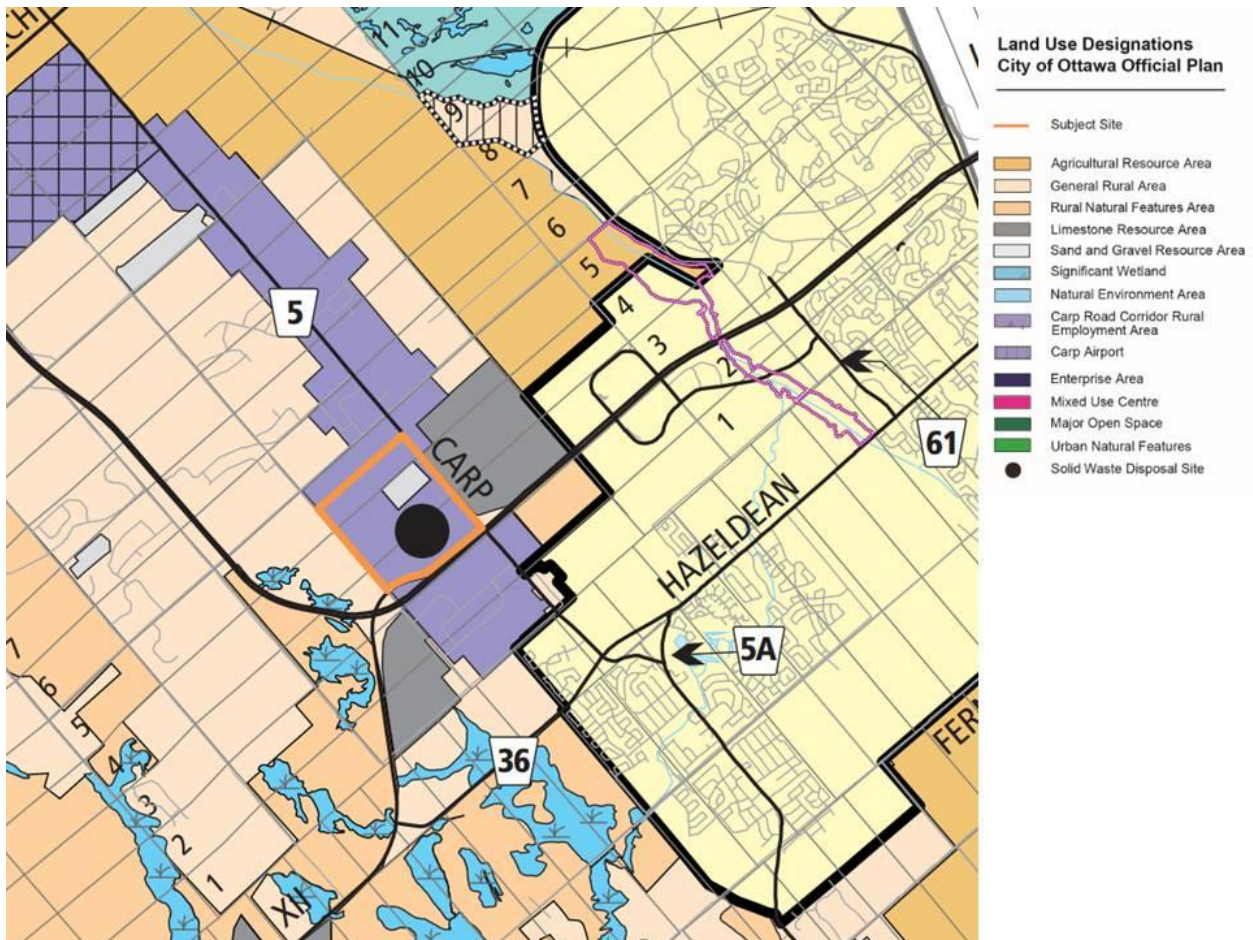 Land Use Designations
City of Ottawa Official Plan
Subject Site
Agricultural Resource Area
General Rural Area
Rural Natural Features Area
Limestone Resource Area
Sand and Gravel Resource Area
Significant Wetland
Natural Environment Area
Carp Road Corridor Rural
Employment Area
Carp Airport
Enterprise Area
Mixed Use Centre
Major Open Space
Urban Natural Features
Solid Waste Disposal Site
11
10
9
8
7
6
5
4
3
2
1
5
CARP
61
HAZELDEAN
5A
36
FER
7
6
5
4
3
2
1
XII